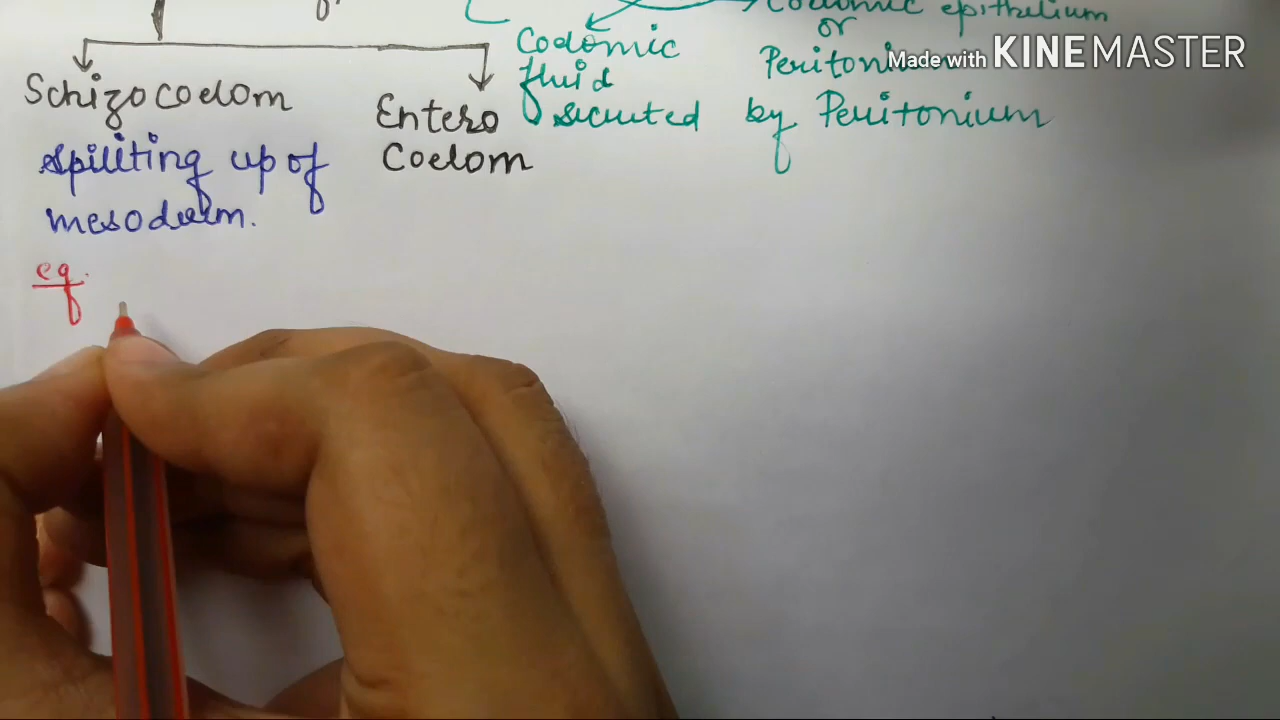 Coelomic epithelium
or
Peritonium
Made with KINEMASTER
Coelomic
fluid
secreted by Peritonium
Schizocoelom
Entero
Coelom
spliiting up of
mesoderm.
eg.